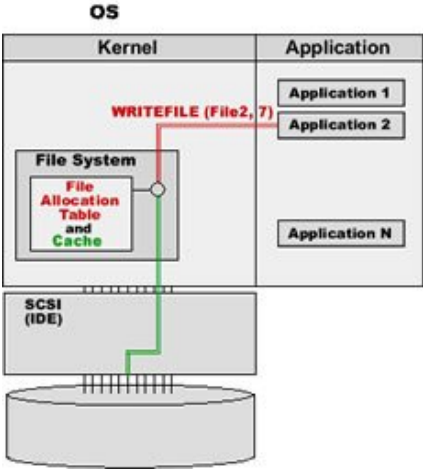 OS
Kernel
Application
Application 1
WRITEFILE (File2, 7)
Application 2
File System
File
Allocation
Table
and
Cache
Application N
SCSI
(IDE)